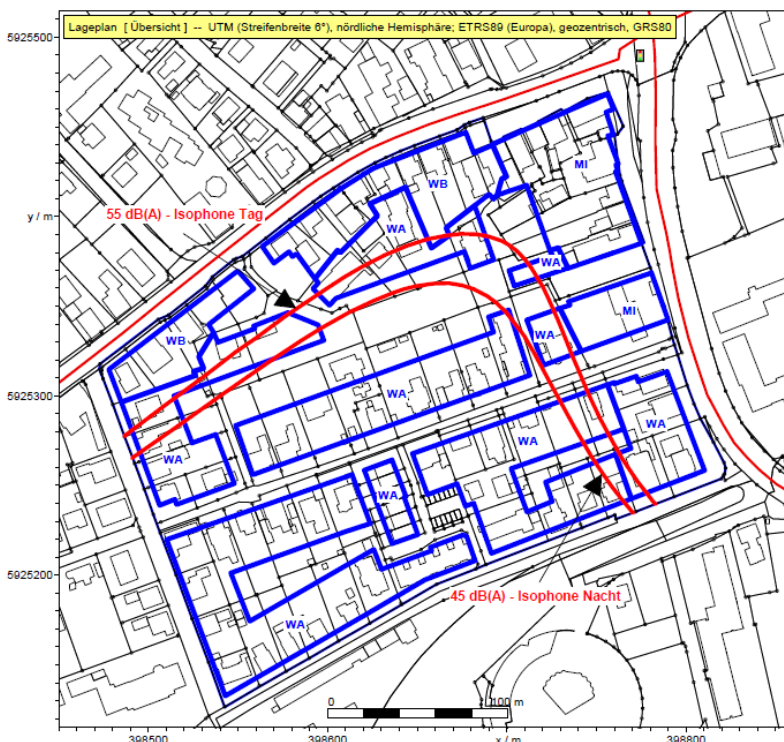 Lageplan [ Übersicht ] -- UTM (Streifenbreite 6°), nördliche Hemisphäre; ETRS89 (Europa), geozentrisch, GRS80
5925500
WB
MI
55 dB(A) - Isophone Tag
y / m
WA
WA
MI
WB
WA
5925300
WA
WA
WA
WA
WA
5925200
45 dB(A) - Isophone Nacht
WA
0
100 m
398500
398600
x / m
398800